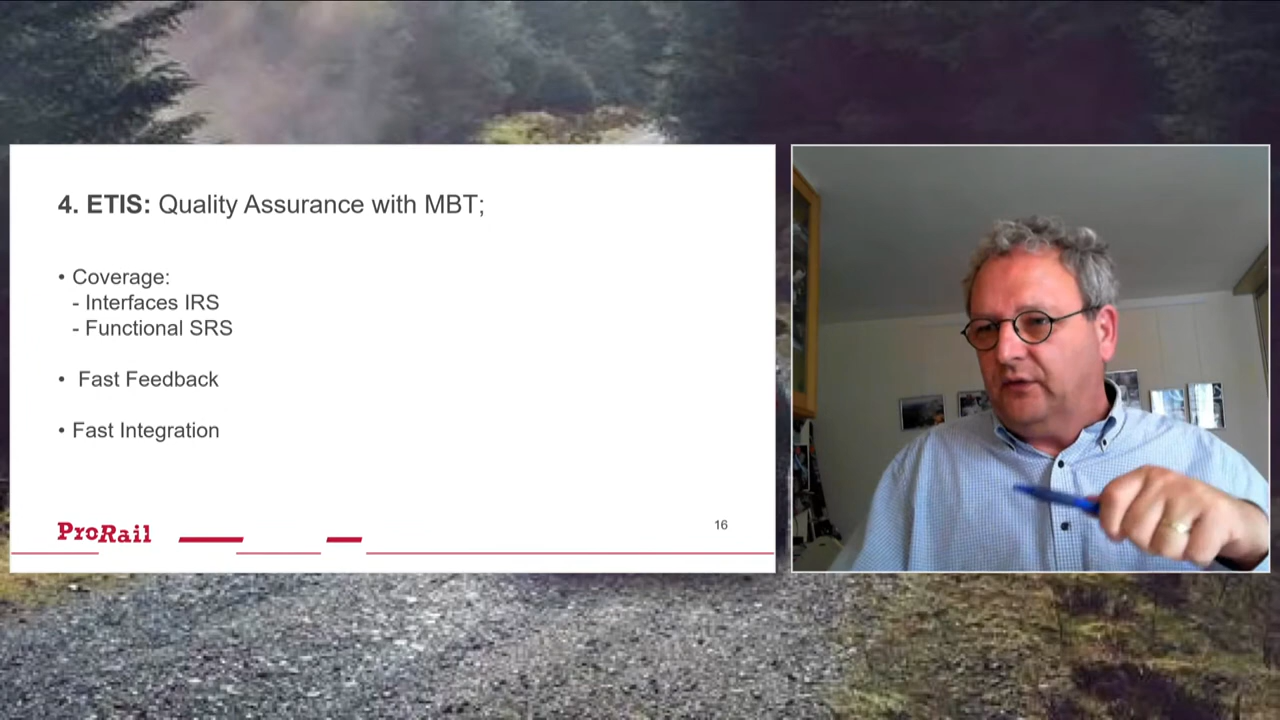 4. ETIS: Quality Assurance with MBT;
• Coverage:
- Interfaces IRS
- Functional SRS
• Fast Feedback
• Fast Integration
ProRail
16